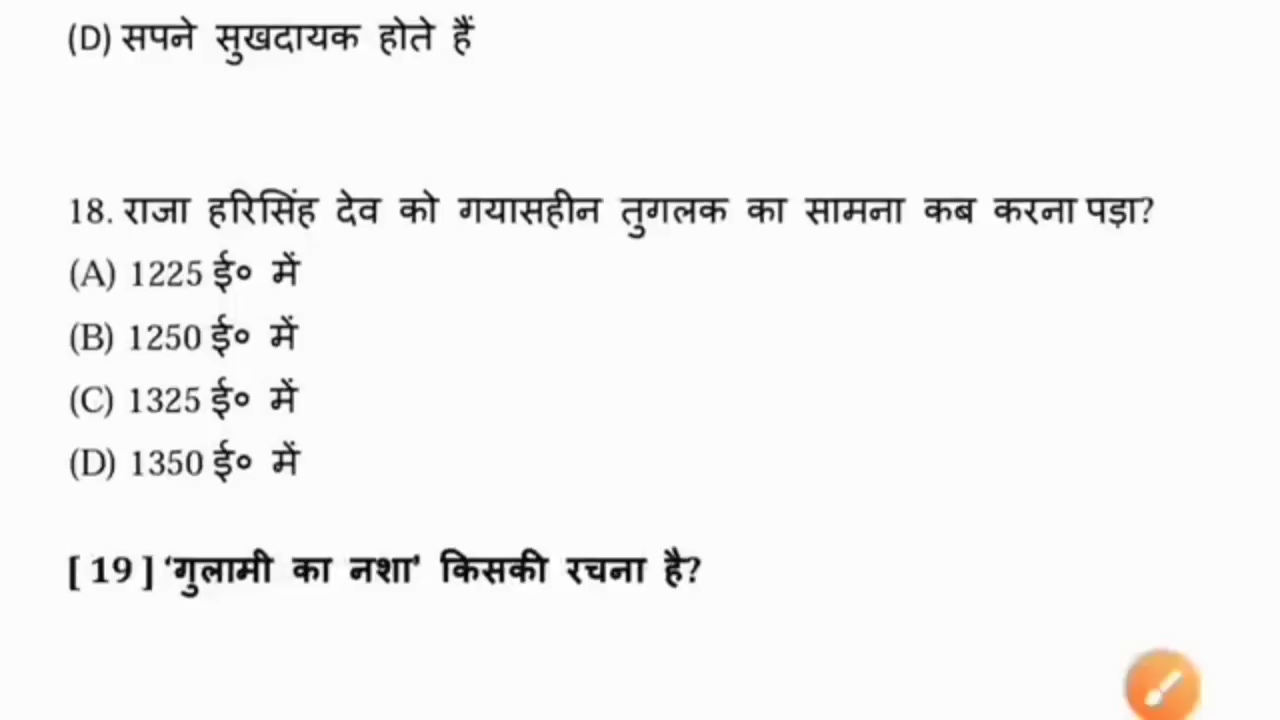 (D) सपने सुखदायक होते हैं
18. राजा हरिसिंह देव को गयासहीन तुगलक का सामना कब करना पड़ा?
(A) 1225 ई० में
(B) 1250 ई० में
(C) 1325 ई० में
(D) 1350 ई० में
[ 19 ] ‘गुलामी का नशा’ किसकी रचना है?